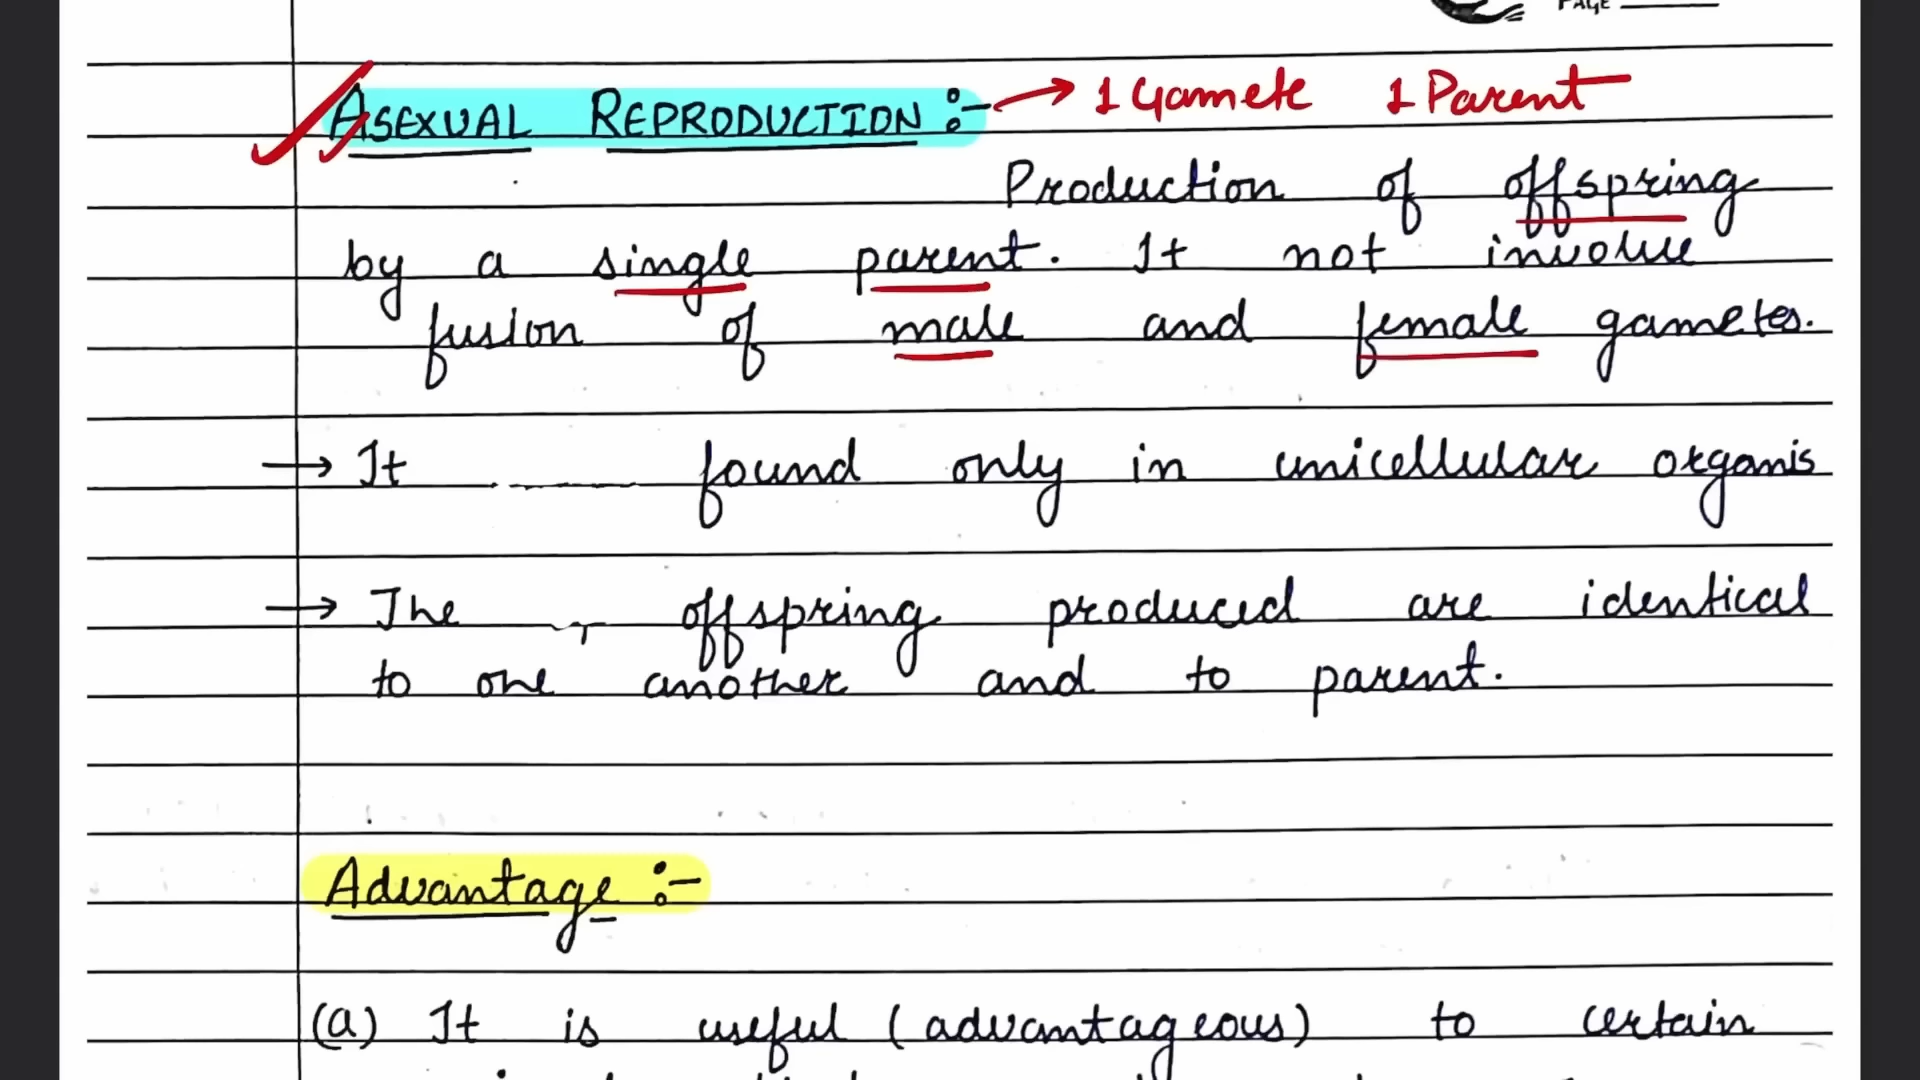 PAGE
ASEXUAL REPRODUCTION :- → 1 Gamete 1 Parent
Production of offspring
by a single parent. It not involve
fusion of male and female gametes.
→ It found only in unicellular organis
→ The offspring produced are identical
to one another and to parent.
Advantage :-
(a) It is useful (advantageous) to certain